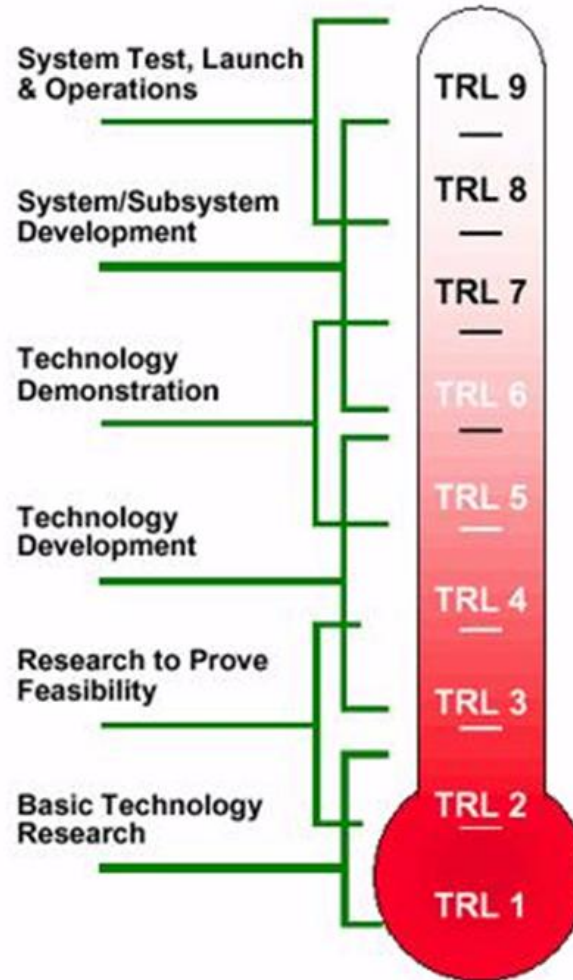 System Test, Launch
& Operations
System/Subsystem
Development
Technology
Demonstration
Technology
Development
Research to Prove
Feasibility
Basic Technology
Research
TRL 9
TRL 8
TRL 7
TRL 6
TRL 5
TRL 4
TRL 3
TRL 2
TRL 1